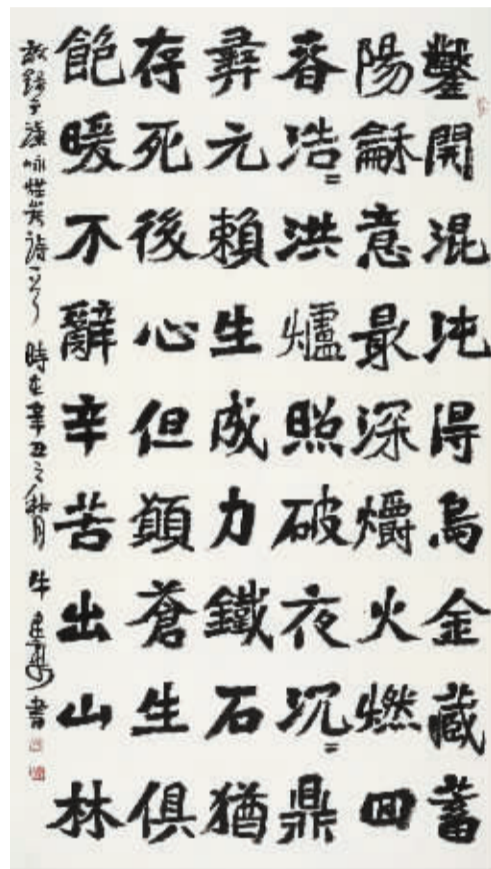 鑿開混沌得烏金藏蓄
陽龢意最深爝火燃回
春浩〻洪爐照破夜沉〻鼎
彝元賴生成力鐵石猶
存死後心但願蒼生俱
飽暖不辭辛苦出山林
敬錄于謙咏煤炭詩一首 時在辛丑之秋月 牛 書